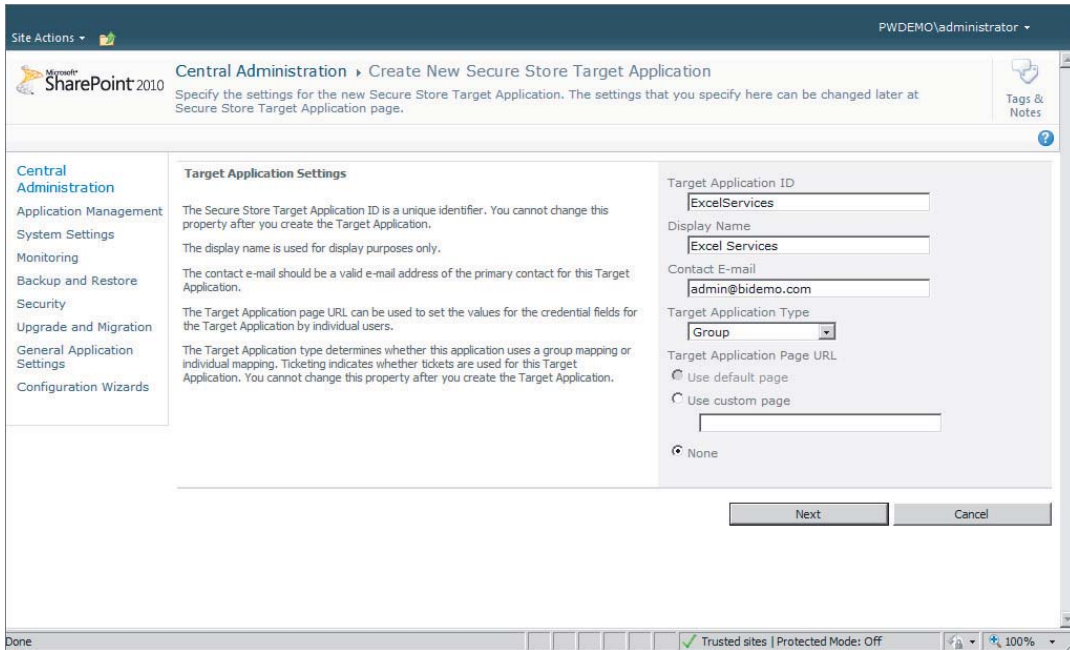 Site Actions
PWDEMO\administrator
Microsoft
SharePoint 2010
Central Administration › Create New Secure Store Target Application
Specify the settings for the new Secure Store Target Application. The settings that you specify here can be changed later at
Secure Store Target Application page.
Tags &
Notes
Central
Administration
Application Management
System Settings
Monitoring
Backup and Restore
Security
Upgrade and Migration
General Application
Settings
Configuration Wizards
Target Application Settings
The Secure Store Target Application ID is a unique identifier. You cannot change this
property after you create the Target Application.
The display name is used for display purposes only.
The contact e-mail should be a valid e-mail address of the primary contact for this Target
Application.
The Target Application page URL can be used to set the values for the credential fields for
the Target Application by individual users.
The Target Application type determines whether this application uses a group mapping or
individual mapping. Ticketing indicates whether tickets are used for this Target
Application. You cannot change this property after you create the Target Application.
Target Application ID
ExcelServices
Display Name
Excel Services
Contact E-mail
admin@bidemo.com
Target Application Type
Group
Target Application Page URL
Use default page
Use custom page
None
Next
Cancel
Done
Trusted sites | Protected Mode: Off
100%